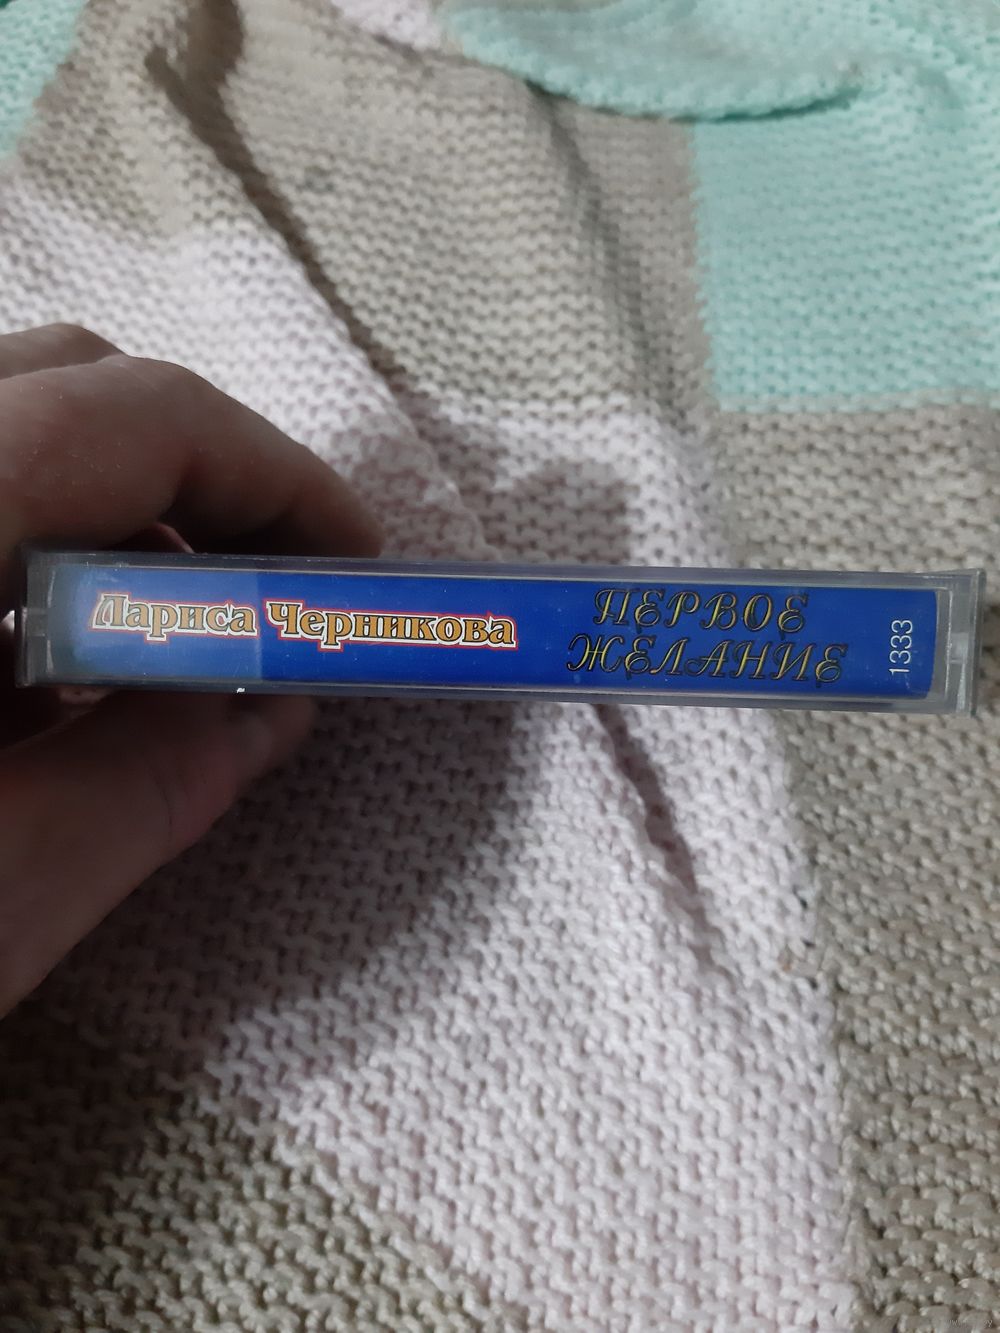 Лариса Черникова
ПЕРВОЕ
ЖЕЛАНИЕ
1333